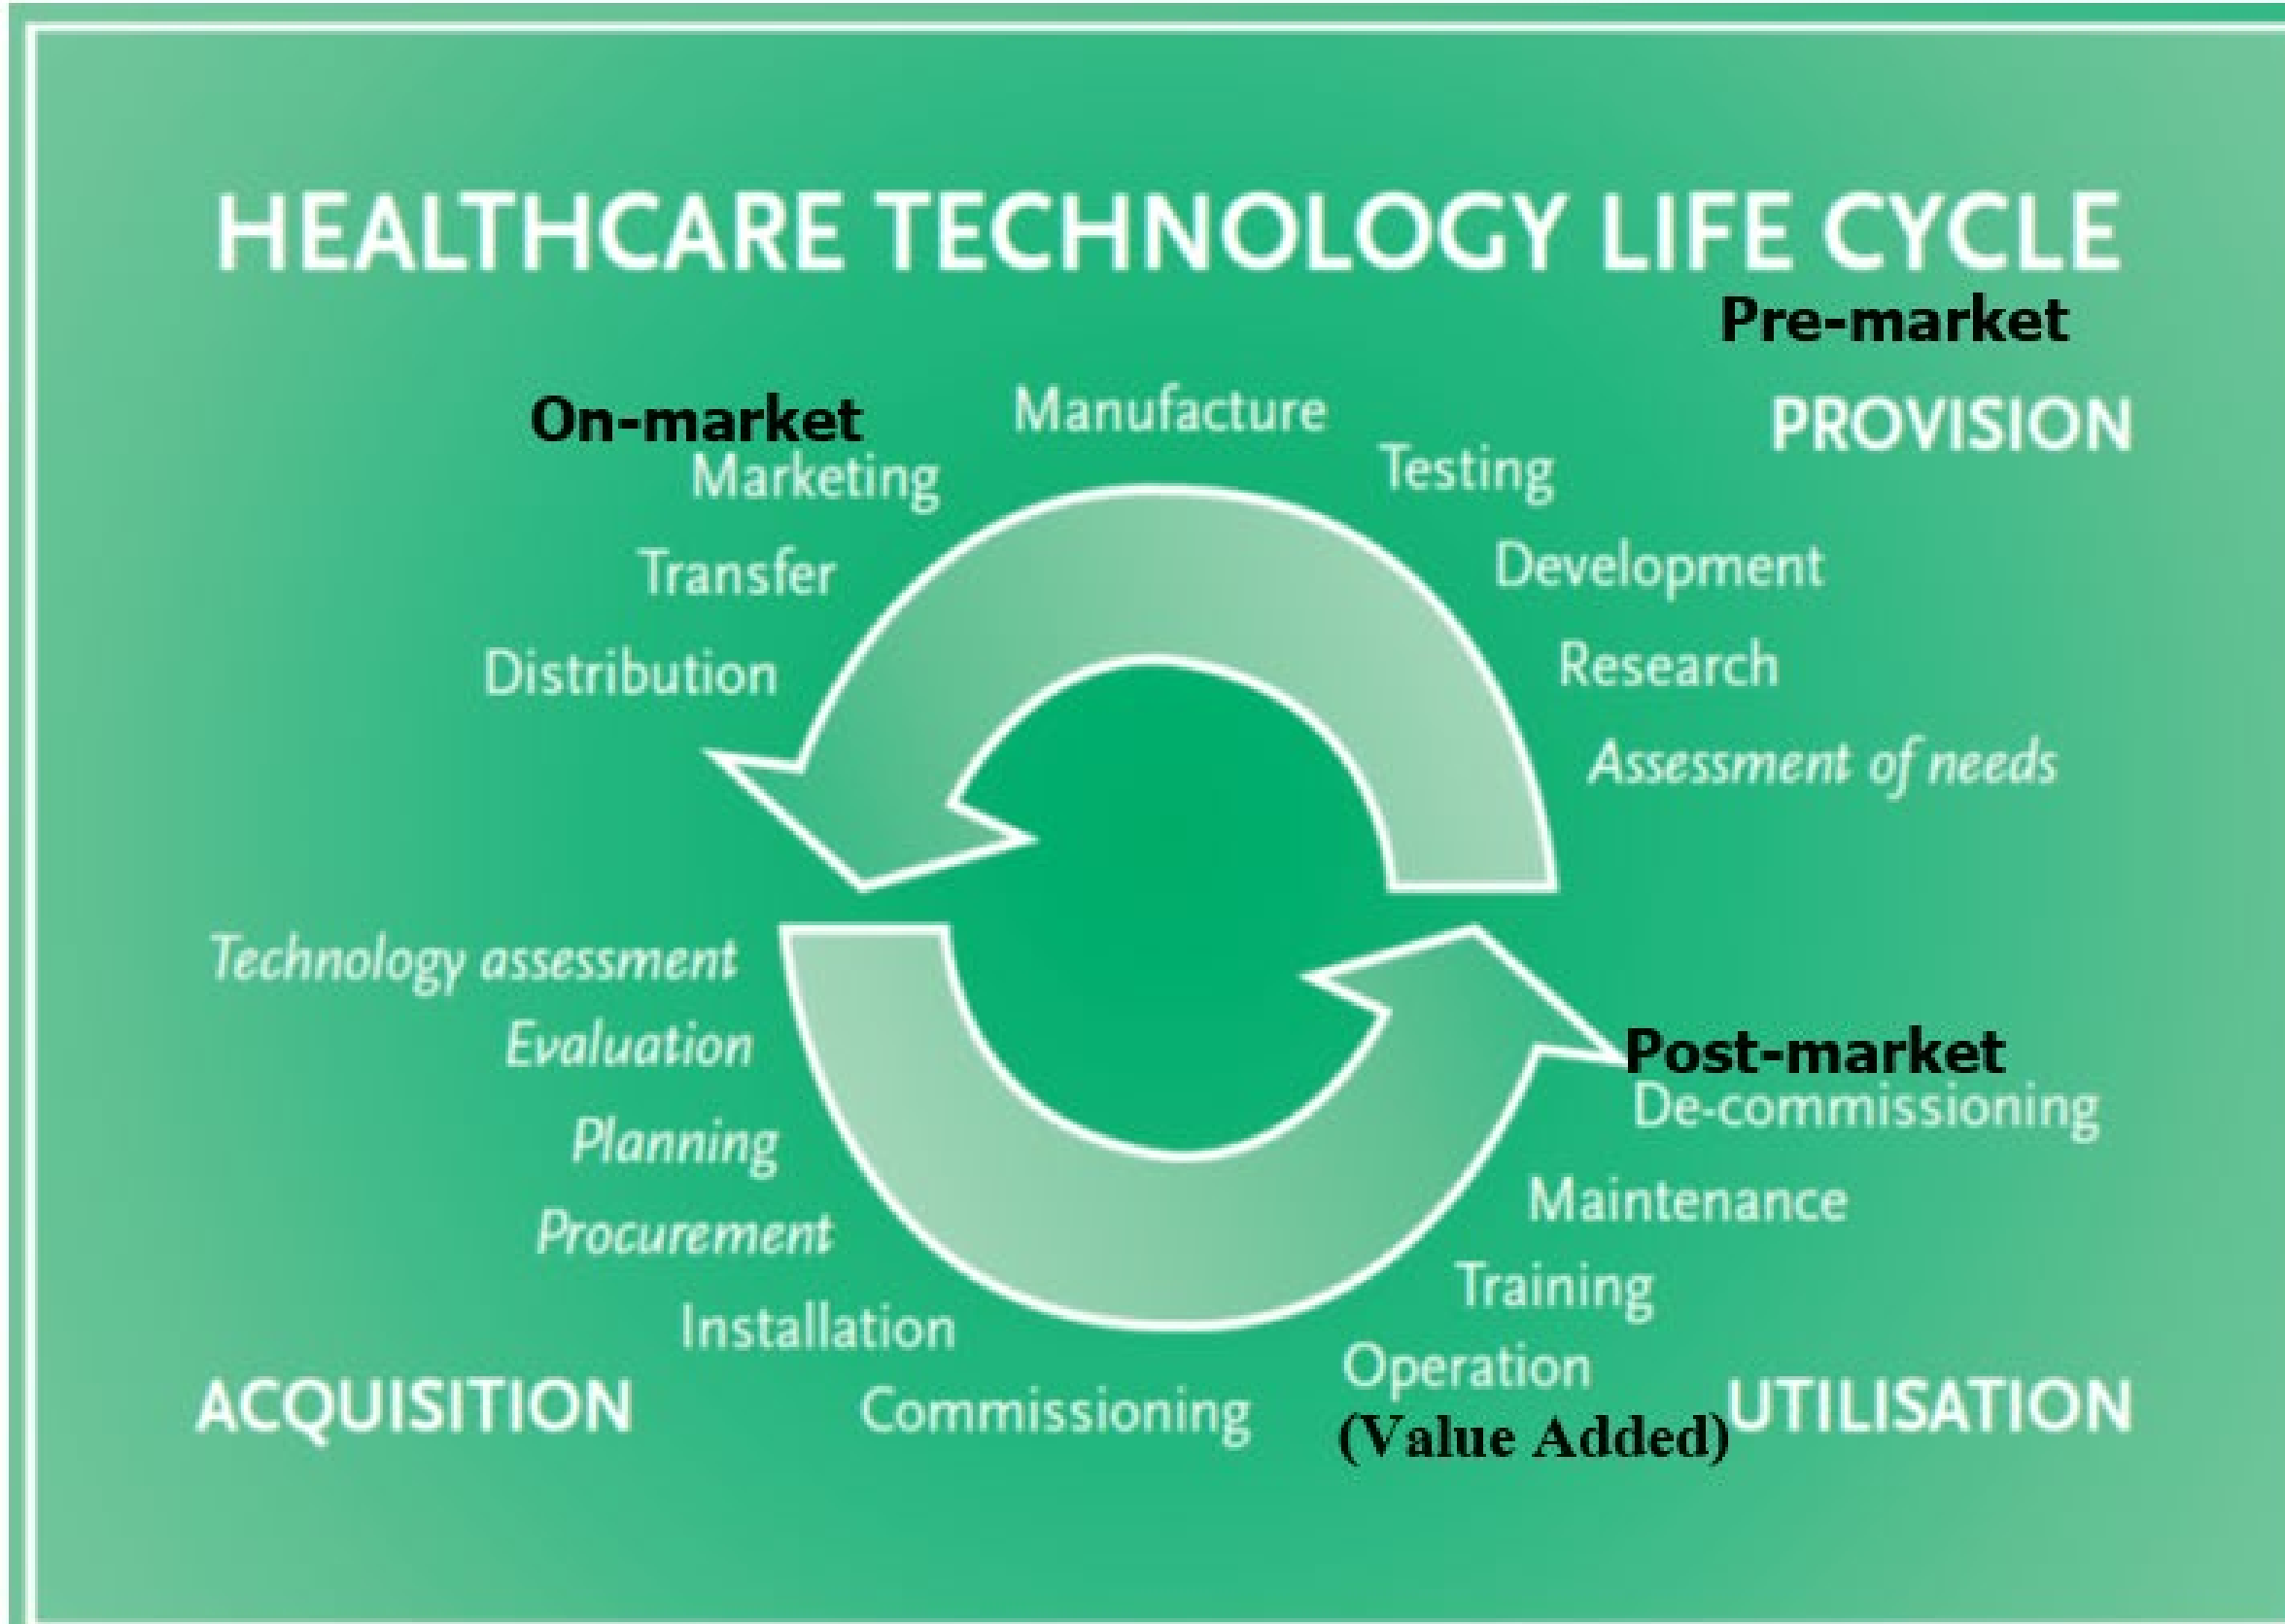 HEALTHCARE TECHNOLOGY LIFE CYCLE
Pre-market
PROVISION
On-market
Manufacture
Marketing
Testing
Transfer
Development
Distribution
Research
Assessment of needs
Technology assessment
Evaluation
Planning
Procurement
Installation
ACQUISITION
Commissioning
Post-market
De-commissioning
Maintenance
Training
Operation
(Value Added)
UTILISATION